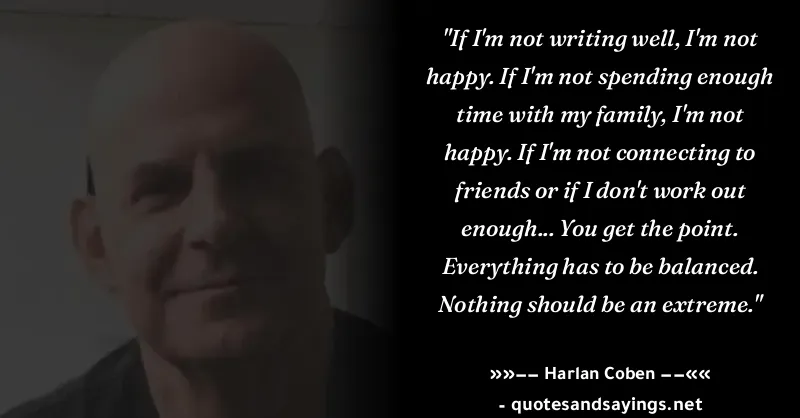 "If I'm not writing well, I'm not
happy. If I'm not spending enough
time with my family, I'm not
happy. If I'm not connecting to
friends or if I don't work out
enough... You get the point.
Everything has to be balanced.
Nothing should be an extreme."
»»–– Harlan Coben ––««
- quotesandsayings.net